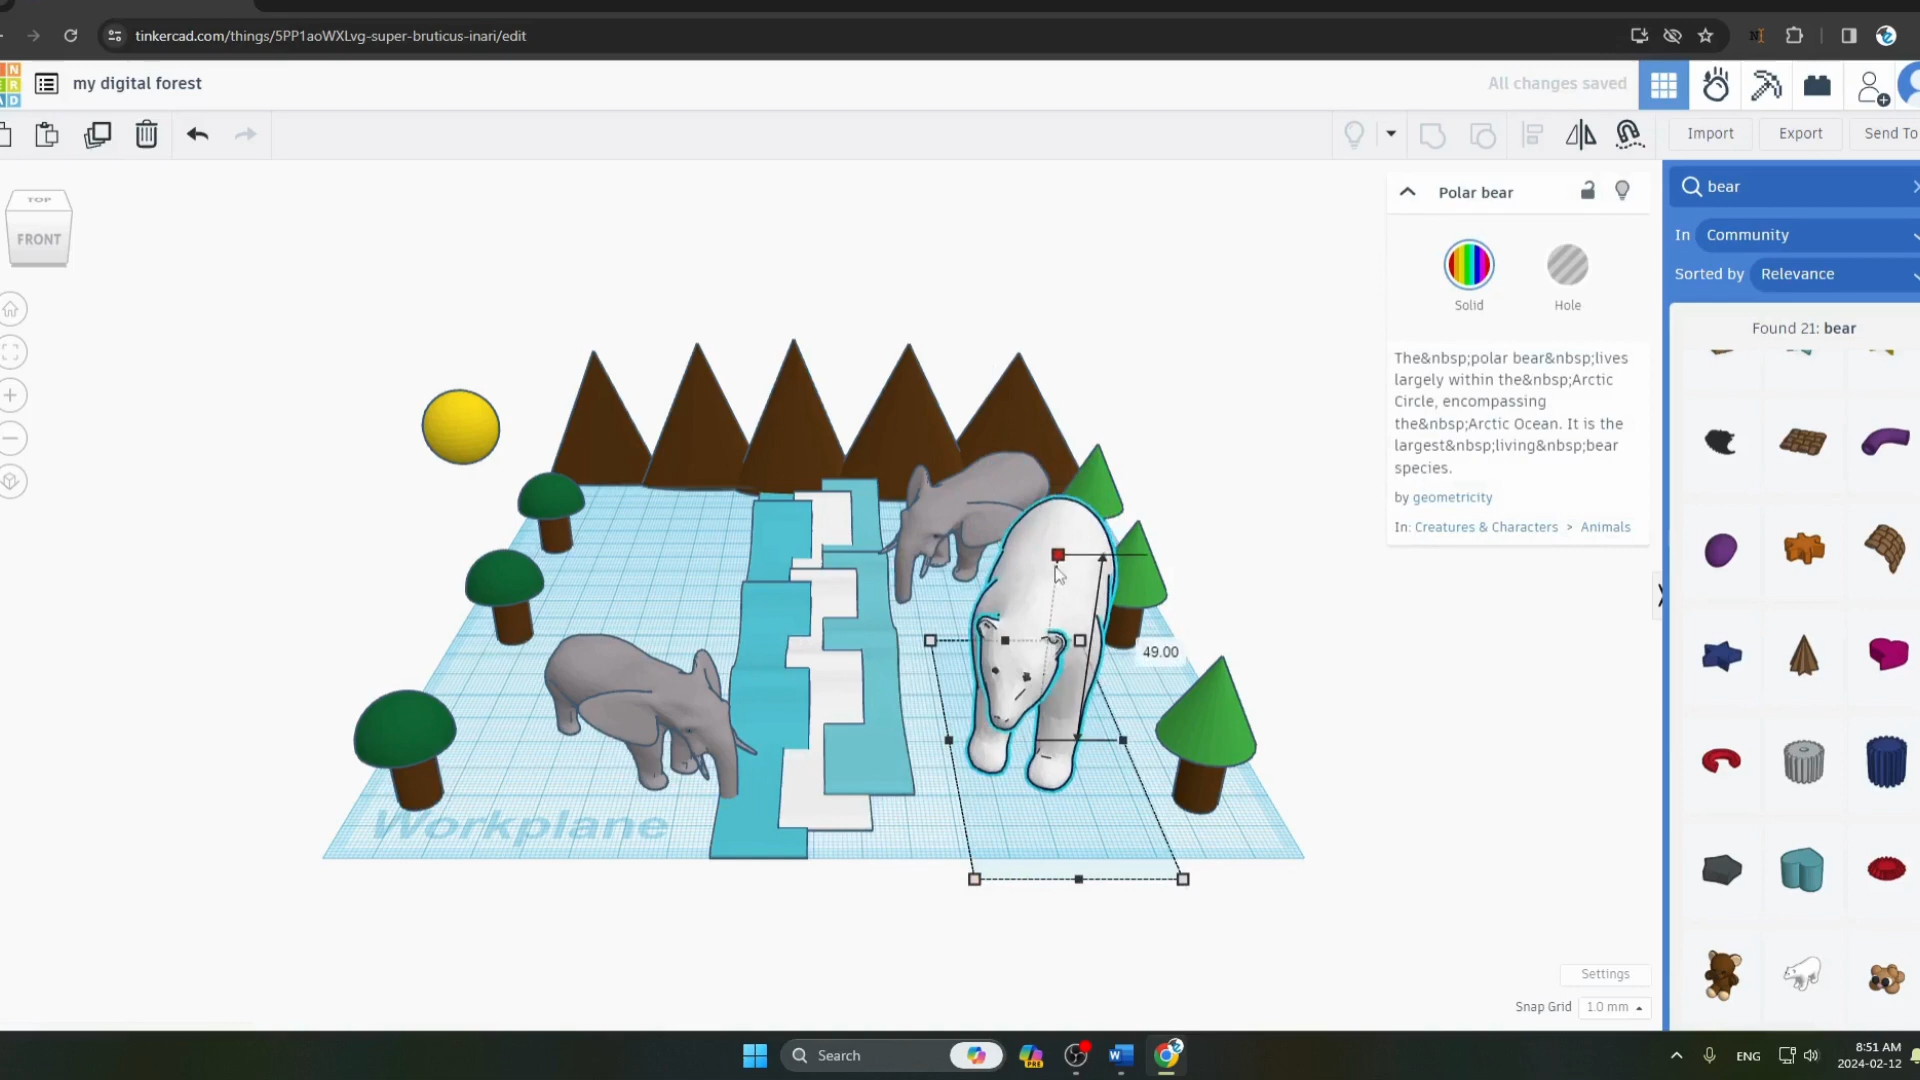 tinkercad.com/things/5PP1aoWXLvg-super-bruticus-inari/edit
my digital forest
All changes saved
Import
Export
Send To
TOP
FRONT
Polar bear
Solid
Hole
The&nbsp;polar bear&nbsp;lives
largely within the&nbsp;Arctic
Circle, encompassing
the&nbsp;Arctic Ocean. It is the
largest&nbsp;living&nbsp;bear
species.
by geometricity
In: Creatures & Characters > Animals
bear
In Community
Sorted by Relevance
Found 21: bear
49.00
Workplane
Settings
Snap Grid 1.0 mm
Search
PRE
W
ENG
8:51 AM
2024-02-12